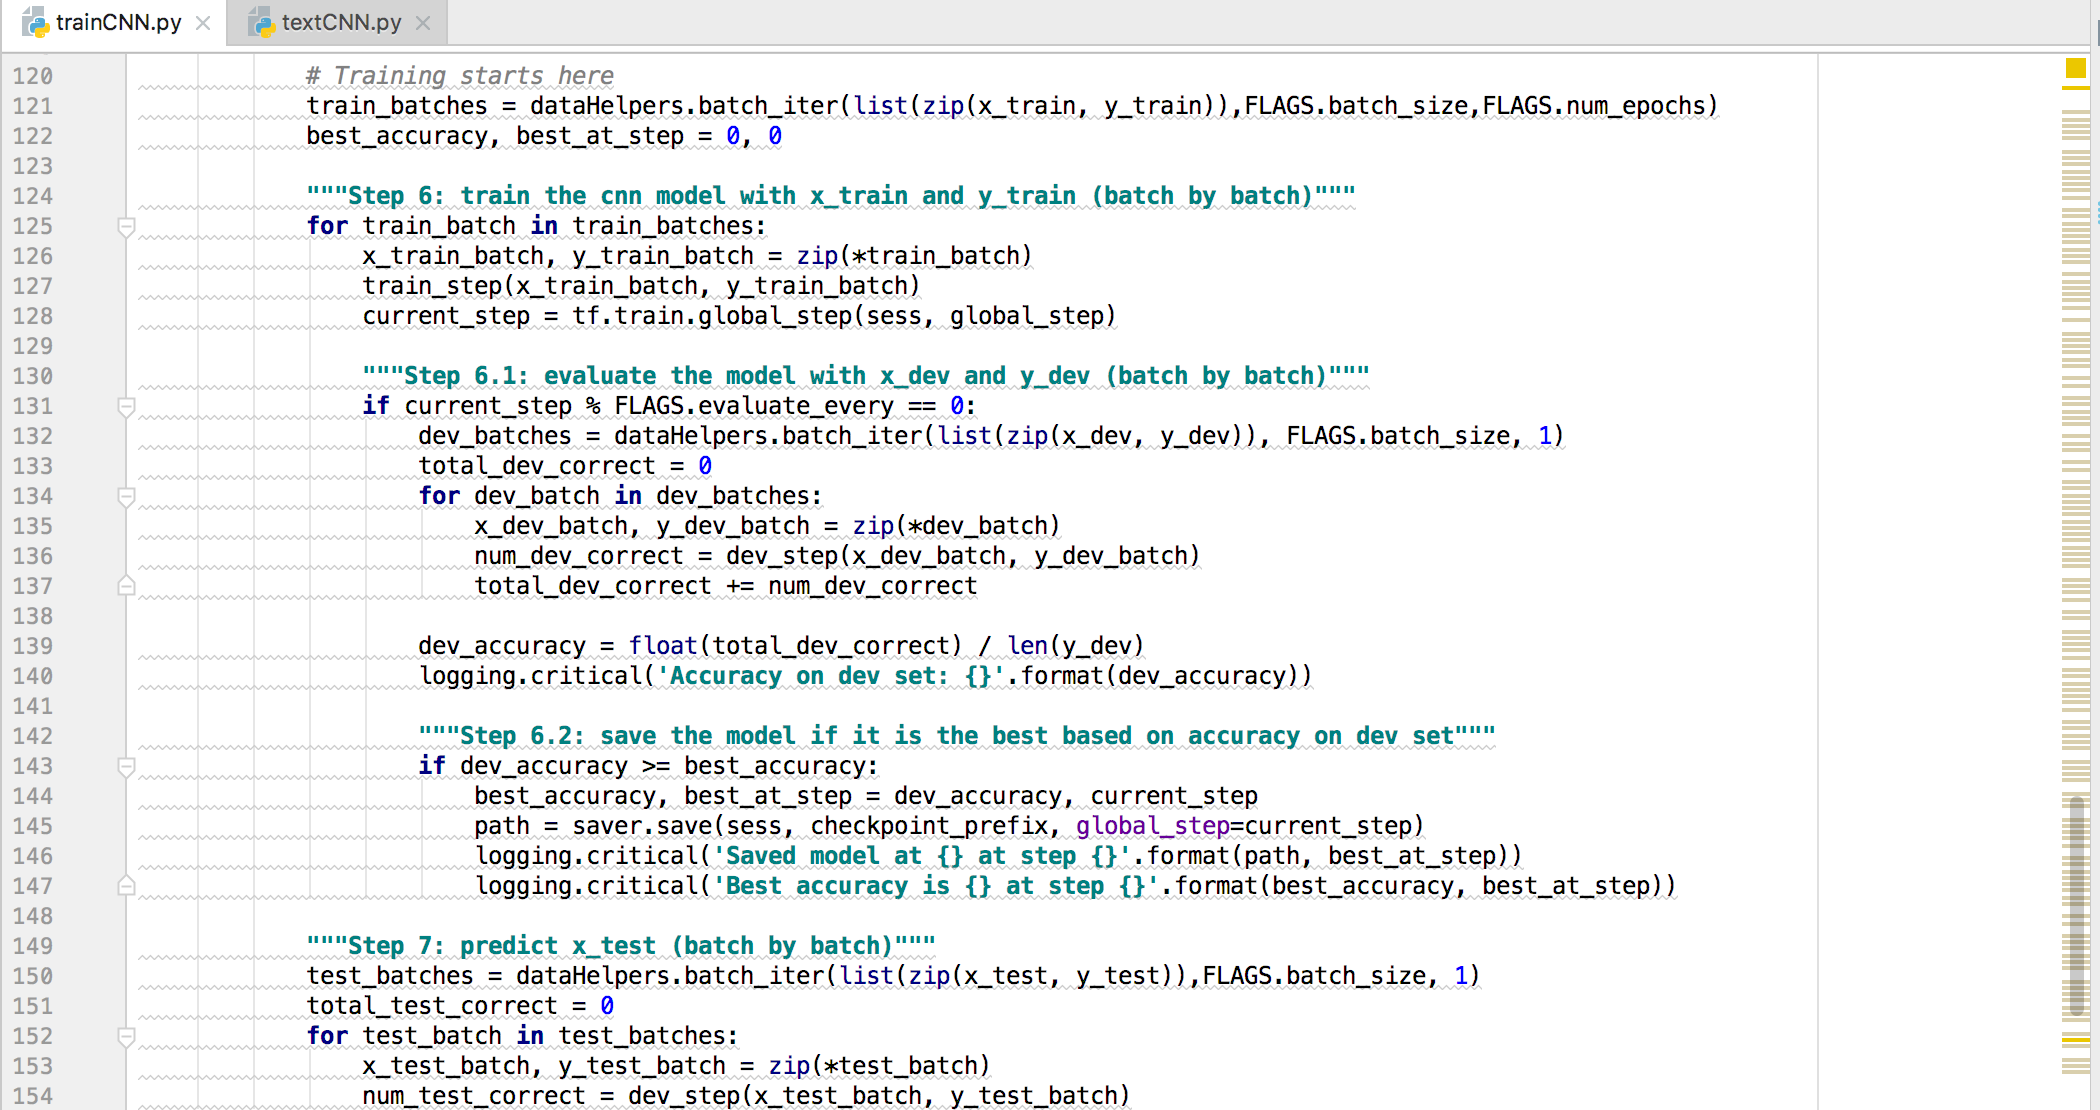 trainCNN.py
textCNN.py
120 # Training starts here
121 train_batches = dataHelpers.batch_iter(list(zip(x_train, y_train)),FLAGS.batch_size,FLAGS.num_epochs)
122 best_accuracy, best_at_step = 0, 0
123
124 """Step 6: train the cnn model with x_train and y_train (batch by batch)"""
125 for train_batch in train_batches:
126 x_train_batch, y_train_batch = zip(*train_batch)
127 train_step(x_train_batch, y_train_batch)
128 current_step = tf.train.global_step(sess, global_step)
129
130 """Step 6.1: evaluate the model with x_dev and y_dev (batch by batch)"""
131 if current_step % FLAGS.evaluate_every == 0:
132 dev_batches = dataHelpers.batch_iter(list(zip(x_dev, y_dev)), FLAGS.batch_size, 1)
133 total_dev_correct = 0
134 for dev_batch in dev_batches:
135 x_dev_batch, y_dev_batch = zip(*dev_batch)
136 num_dev_correct = dev_step(x_dev_batch, y_dev_batch)
137 total_dev_correct += num_dev_correct
138
139 dev_accuracy = float(total_dev_correct) / len(y_dev)
140 logging.critical('Accuracy on dev set: {}'.format(dev_accuracy))
141
142 """Step 6.2: save the model if it is the best based on accuracy on dev set"""
143 if dev_accuracy >= best_accuracy:
144 best_accuracy, best_at_step = dev_accuracy, current_step
145 path = saver.save(sess, checkpoint_prefix, global_step=current_step)
146 logging.critical('Saved model at {} at step {}'.format(path, best_at_step))
147 logging.critical('Best accuracy is {} at step {}'.format(best_accuracy, best_at_step))
148
149 """Step 7: predict x_test (batch by batch)"""
150 test_batches = dataHelpers.batch_iter(list(zip(x_test, y_test)),FLAGS.batch_size, 1)
151 total_test_correct = 0
152 for test_batch in test_batches:
153 x_test_batch, y_test_batch = zip(*test_batch)
154 num_test_correct = dev_step(x_test_batch, y_test_batch)